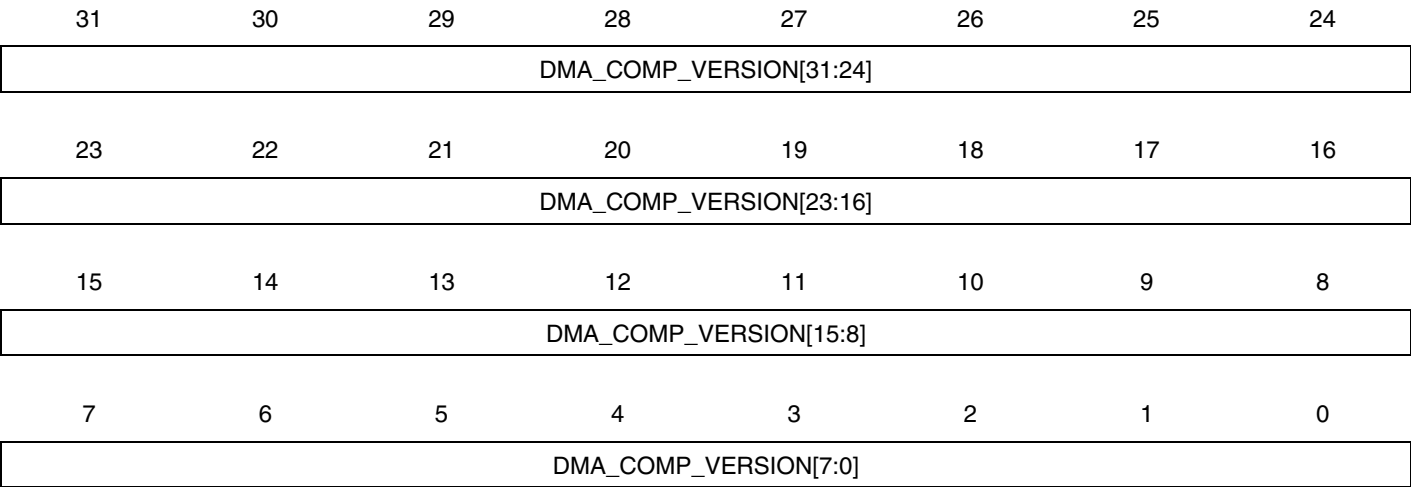 31 30 29 28 27 26 25 24
DMA_COMP_VERSION[31:24]
23 22 21 20 19 18 17 16
DMA_COMP_VERSION[23:16]
15 14 13 12 11 10 9 8
DMA_COMP_VERSION[15:8]
7 6 5 4 3 2 1 0
DMA_COMP_VERSION[7:0]